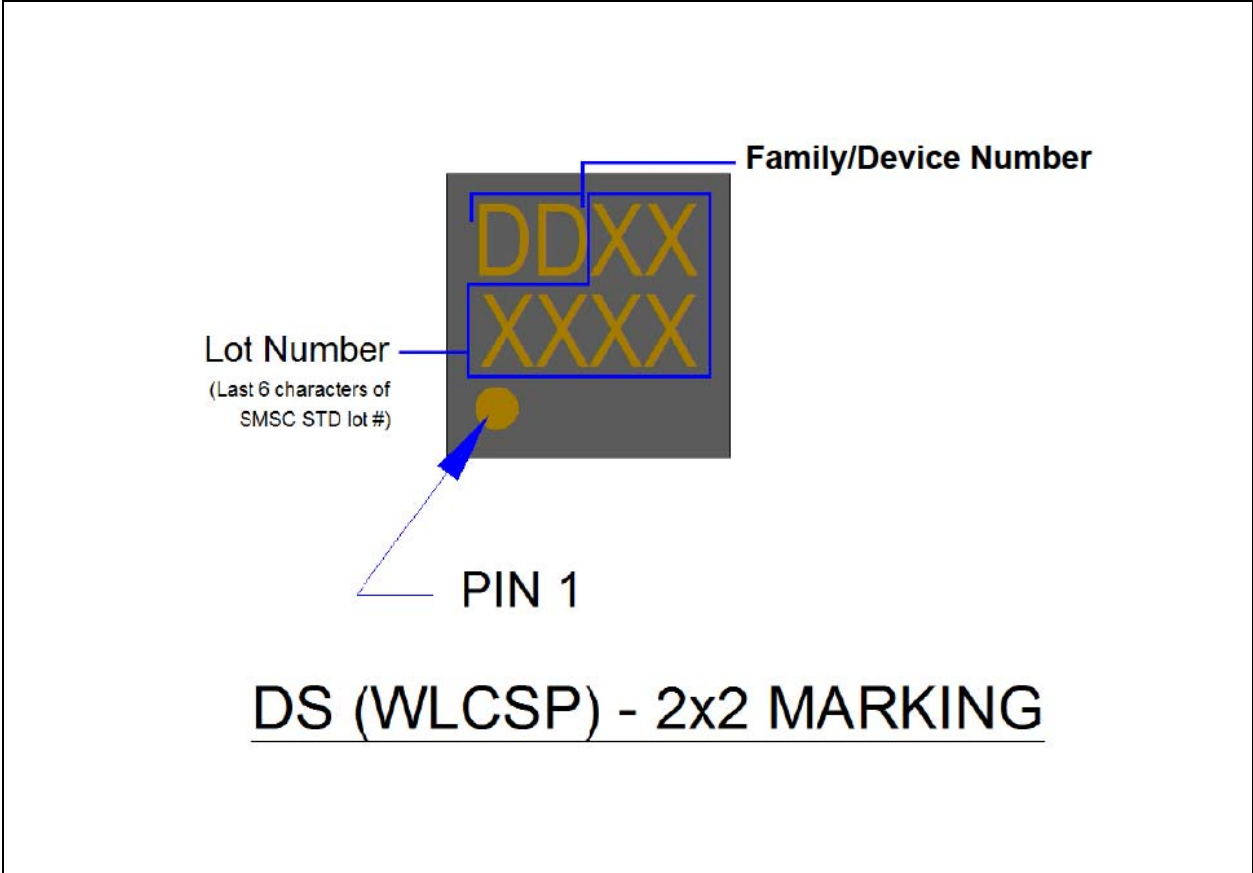 Family/Device Number
DDXX
XXXX
Lot Number
(Last 6 characters of
SMSC STD lot #)
PIN 1
DS (WLCSP) - 2x2 MARKING